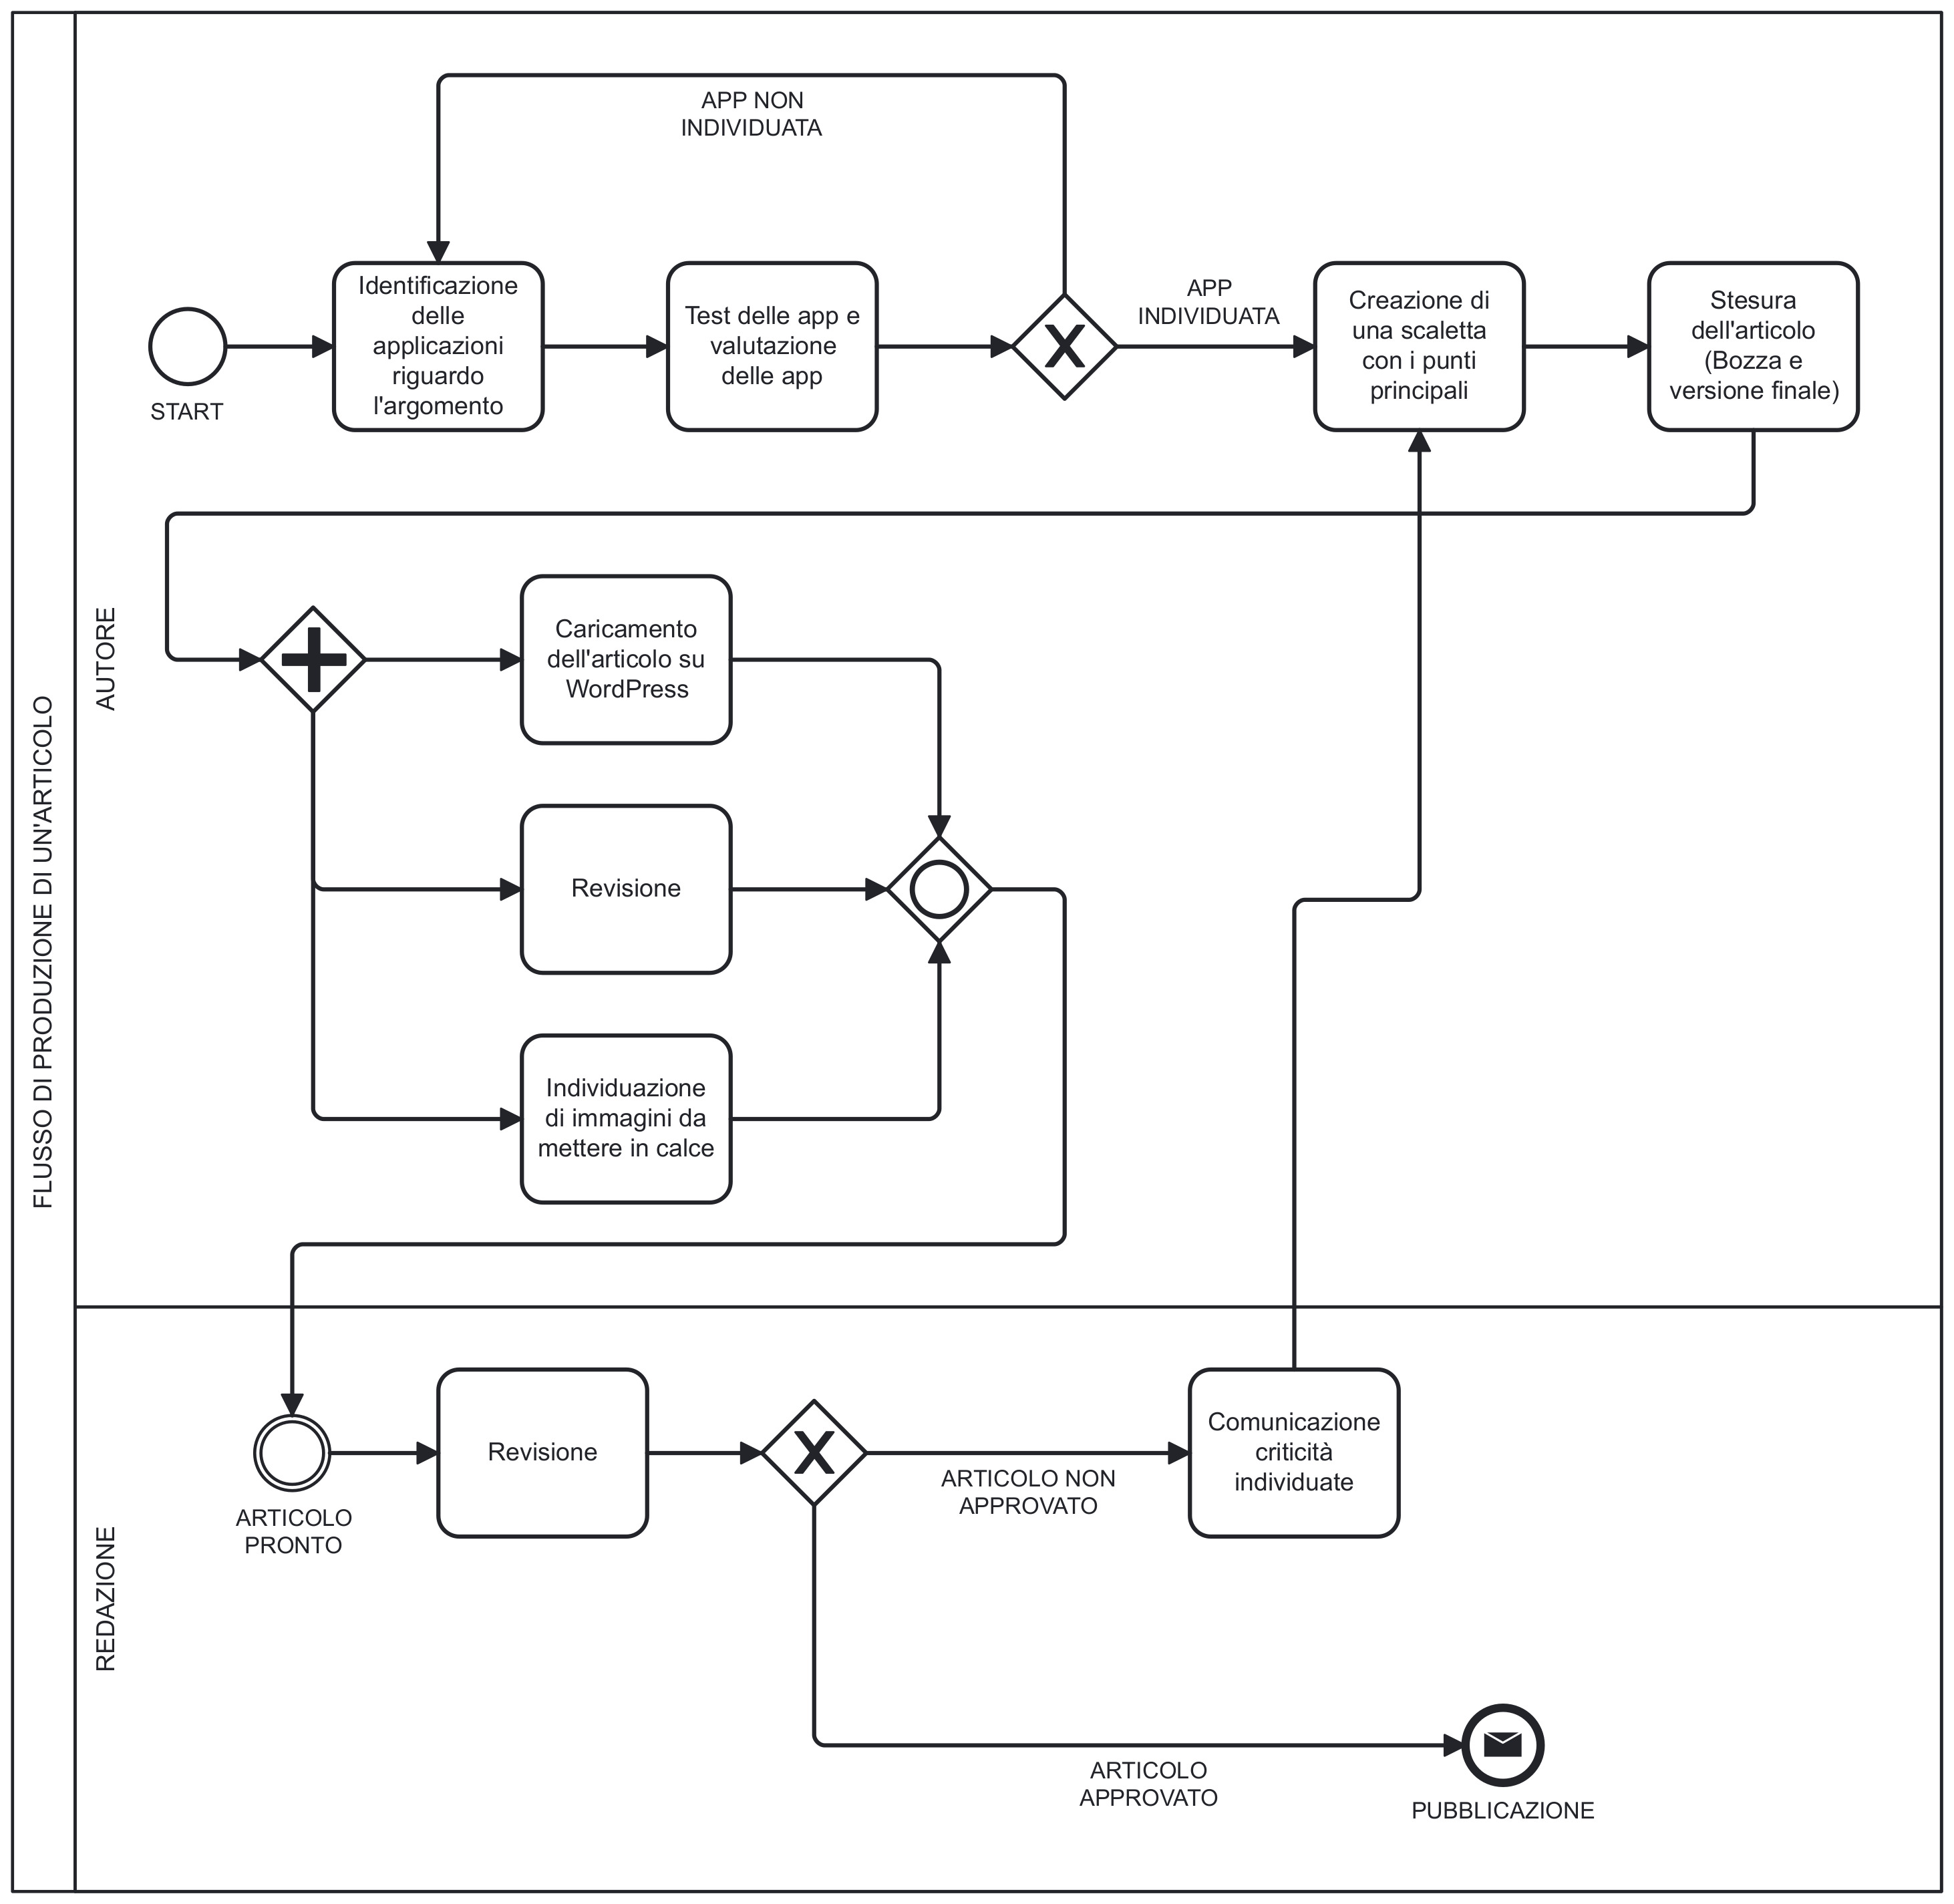 FLUSSO DI PRODUZIONE DI UN'ARTICOLO
AUTORE
APP NON
INDIVIDUATA
START
Identificazione
delle
applicazioni
riguardo
l'argomento
Test delle app e
valutazione
delle app
X
APP
INDIVIDUATA
Creazione di
una scaletta
con i punti
principali
Stesura
dell'articolo
(Bozza e
versione finale)
Caricamento
dell'articolo su
WordPress
Revisione
Individuazione
di immagini da
mettere in calce
REDAZIONE
ARTICOLO
PRONTO
Revisione
X
ARTICOLO NON
APPROVATO
Comunicazione
criticità
individuate
ARTICOLO
APPROVATO
PUBBLICAZIONE